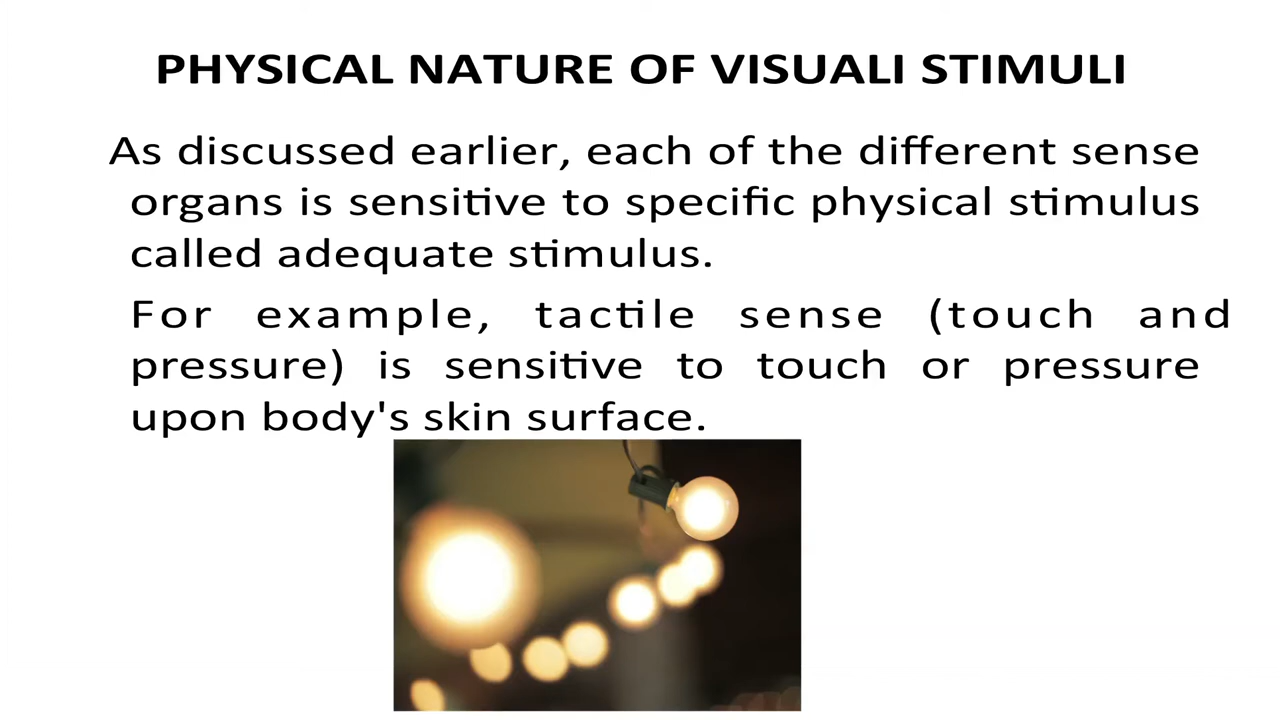 PHYSICAL NATURE OF VISUALI STIMULI
As discussed earlier, each of the different sense
organs is sensitive to specific physical stimulus
called adequate stimulus.
For example, tactile sense (touch and
pressure) is sensitive to touch or pressure
upon body's skin surface.